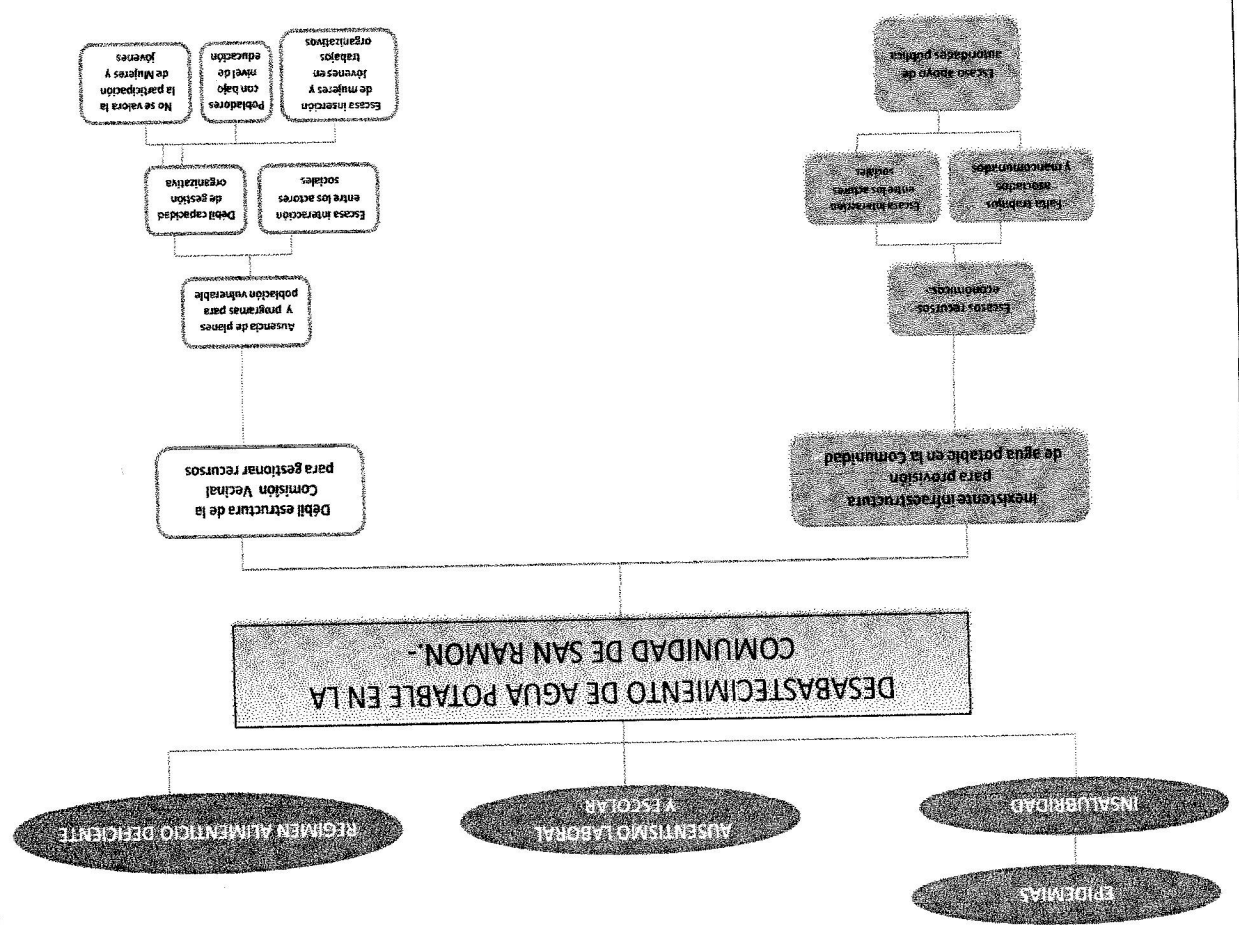 EPIDEMIAS
INSALUBRIDAD
AUSENTISMO LABORAL
Y ESCOLAR
REGIMEN ALIMENTICIO DEFICIENTE
DESABASTECIMIENTO DE AGUA POTABLE EN LA
COMUNIDAD DE SAN RAMON.-
inexistente infraestructura
para provisión
de agua potable en la Comunidad
Débil estructura de la
Comisión Vecinal
para gestionar recursos
Escasos recursos
económicos.
Ausencia de planes
y programas para
población vulnerable
Falta trabajos
asociados
y mancomunados
Escasa interacción
entre los actores
sociales
Escasa interacción
entre los actores
sociales.
Débil capacidad
de gestión
organizativa
Escaso apoyo de
autoridades pública
Escasa inserción
de mujeres y
Jóvenes en
trabajos
organizativos
Pobladores
con bajo
nivel de
educación
No se valora la
la participación
de Mujeres y
jóvenes